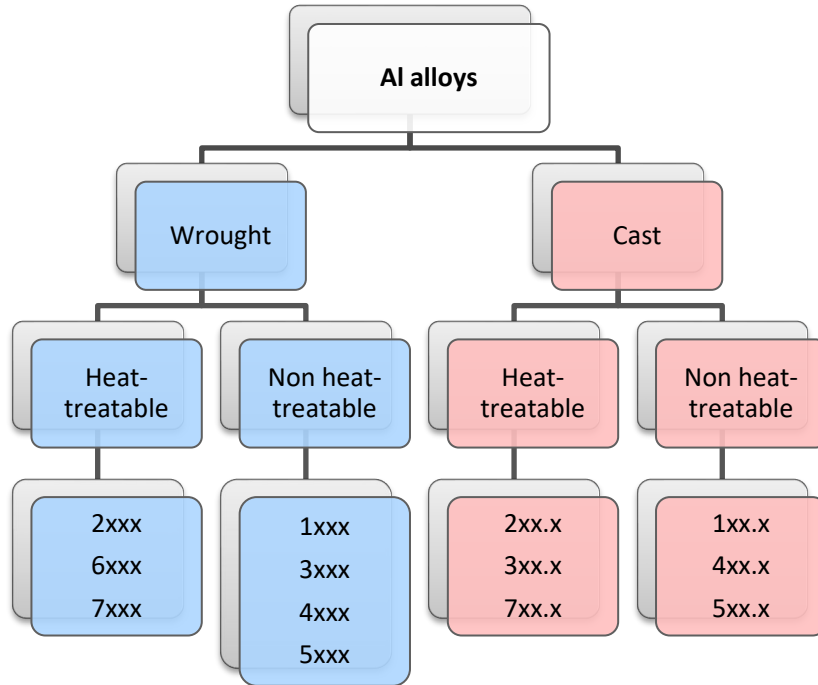 Al alloys
Wrought
Cast
Heat-
treatable
Non heat-
treatable
Heat-
treatable
Non heat-
treatable
2xxx
6xxx
7xxx
1xxx
3xxx
4xxx
5xxx
2xx.x
3xx.x
7xx.x
1xx.x
4xx.x
5xx.x